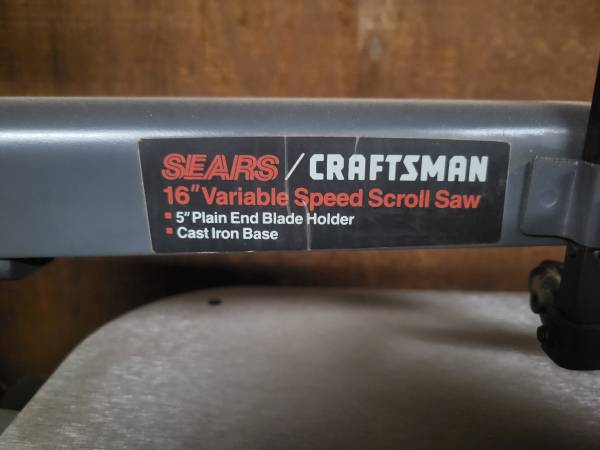 SEARS / CRAFTSMAN
16" Variable Speed Scroll Saw
▪ 5" Plain End Blade Holder
▪ Cast Iron Base